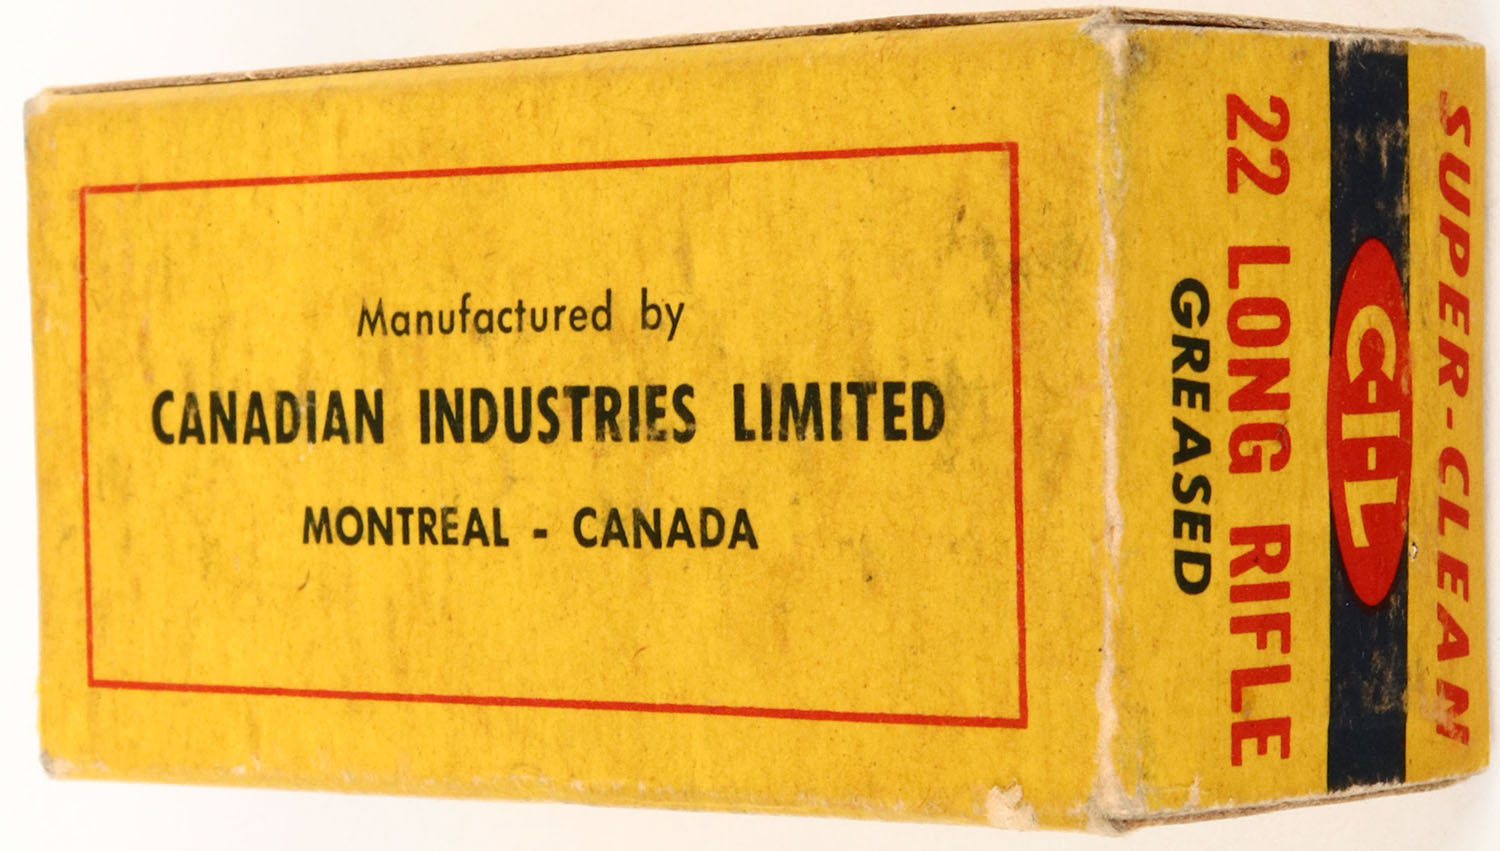 Manufactured by
CANADIAN INDUSTRIES LIMITED
MONTREAL - CANADA
SUPER-CLEAN
C-I-L
22 LONG RIFLE
GREASED